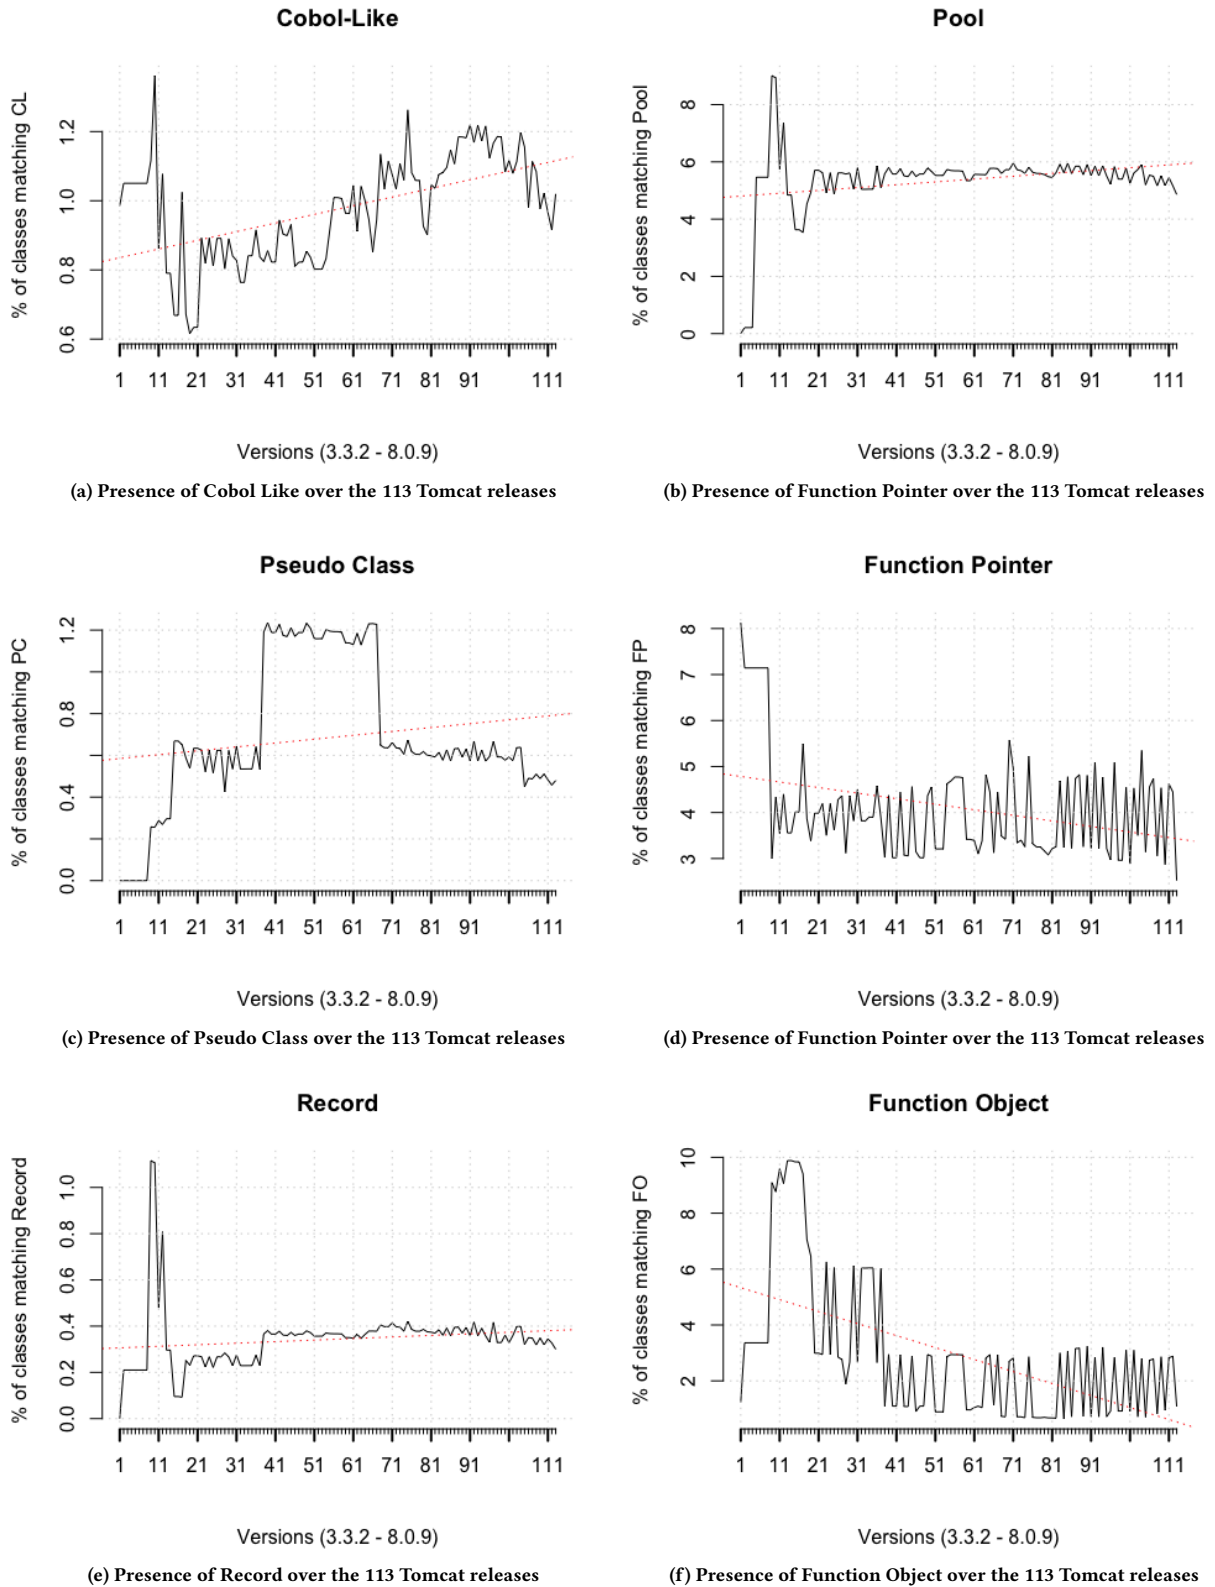 Cobol-Like
% of classes matching CL
1.2
1.0
0.8
0.6
1 11 21 31 41 51 61 71 81 91 111
Versions (3.3.2 - 8.0.9)
(a) Presence of Cobol Like over the 113 Tomcat releases
Pool
% of classes matching Pool
8
6
4
2
0
1 11 21 31 41 51 61 71 81 91 111
Versions (3.3.2 - 8.0.9)
(b) Presence of Function Pointer over the 113 Tomcat releases
Pseudo Class
% of classes matching PC
1.2
0.8
0.4
0.0
1 11 21 31 41 51 61 71 81 91 111
Versions (3.3.2 - 8.0.9)
(c) Presence of Pseudo Class over the 113 Tomcat releases
Function Pointer
% of classes matching FP
8
7
6
5
4
3
1 11 21 31 41 51 61 71 81 91 111
Versions (3.3.2 - 8.0.9)
(d) Presence of Function Pointer over the 113 Tomcat releases
Record
% of classes matching Record
1.0
0.8
0.6
0.4
0.2
0.0
1 11 21 31 41 51 61 71 81 91 111
Versions (3.3.2 - 8.0.9)
(e) Presence of Record over the 113 Tomcat releases
Function Object
% of classes matching FO
10
8
6
4
2
1 11 21 31 41 51 61 71 81 91 111
Versions (3.3.2 - 8.0.9)
(f) Presence of Function Object over the 113 Tomcat releases